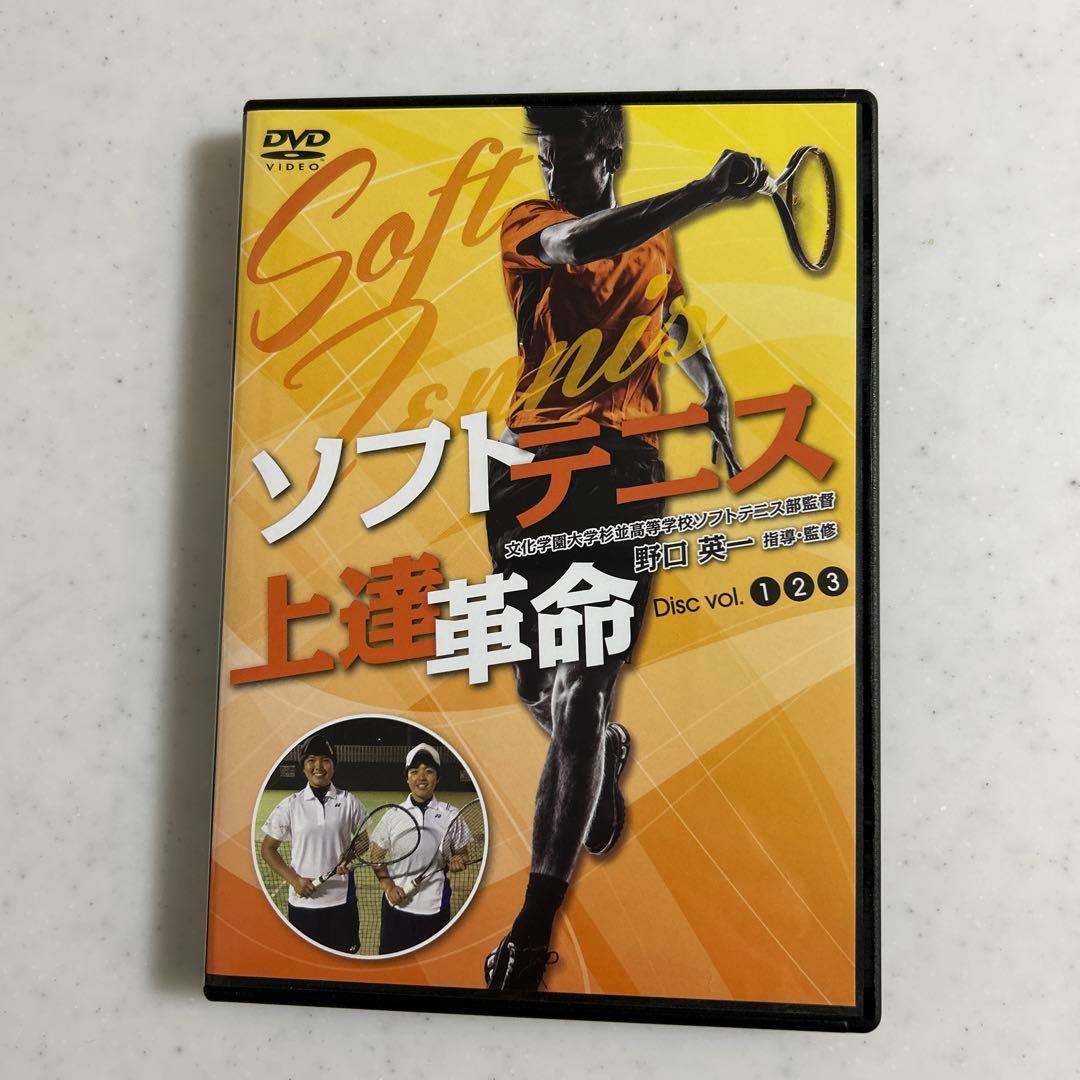 DVD
VIDEO
Soft
Tennis
ソフトテニス
文化学園大学杉並高等学校ソフトテニス部監督
野口 英一 指導・監修
上達革命
Disc vol. 1 2 3